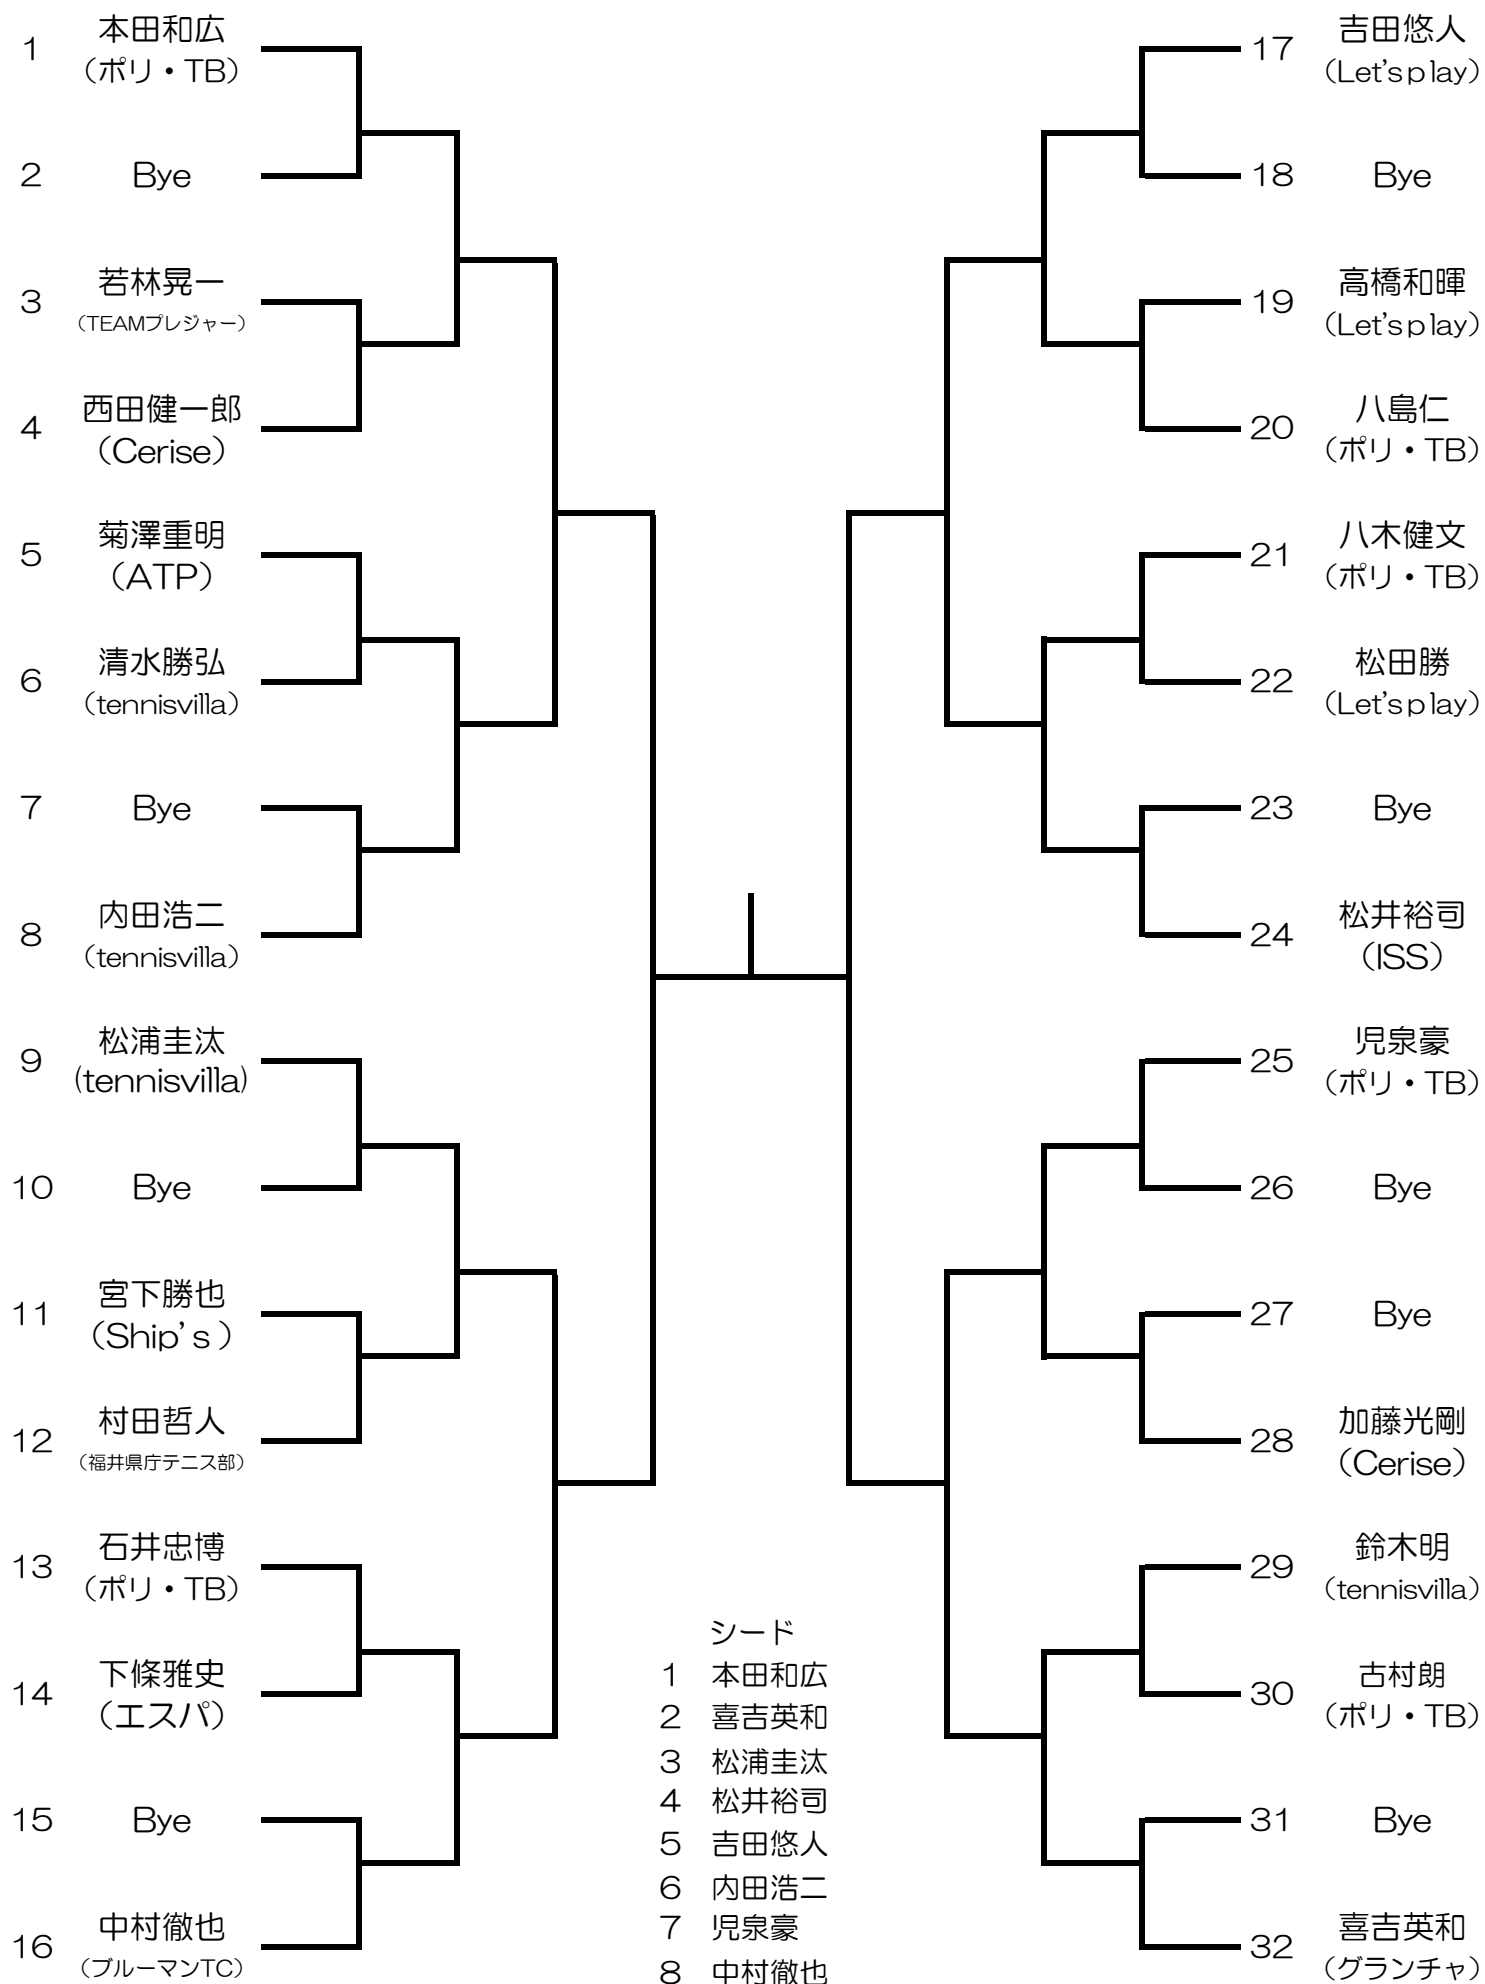 1 本田和広
（ポリ・TB）
2 Bye
3 若林晃一
（TEAMプレジャー）
4 西田健一郎
（Cerise）
5 菊澤重明
（ATP）
6 清水勝弘
（tennisvilla）
7 Bye
8 内田浩二
（tennisvilla）
9 松浦圭汰
(tennisvilla)
10 Bye
11 宮下勝也
（Ship’s）
12 村田哲人
（福井県庁テニス部）
13 石井忠博
（ポリ・TB）
14 下條雅史
（エスパ）
15 Bye
16 中村徹也
（ブルーマンTC）
シード
1 本田和広
2 喜吉英和
3 松浦圭汰
4 松井裕司
5 吉田悠人
6 内田浩二
7 児泉豪
8 中村徹也
17 吉田悠人
（Let’splay）
18 Bye
19 高橋和暉
（Let’splay）
20 八島仁
（ポリ・TB）
21 八木健文
（ポリ・TB）
22 松田勝
（Let’splay）
23 Bye
24 松井裕司
（ISS）
25 児泉豪
（ポリ・TB）
26 Bye
27 Bye
28 加藤光剛
（Cerise）
29 鈴木明
（tennisvilla）
30 古村朗
（ポリ・TB）
31 Bye
32 喜吉英和
（グランチャ）